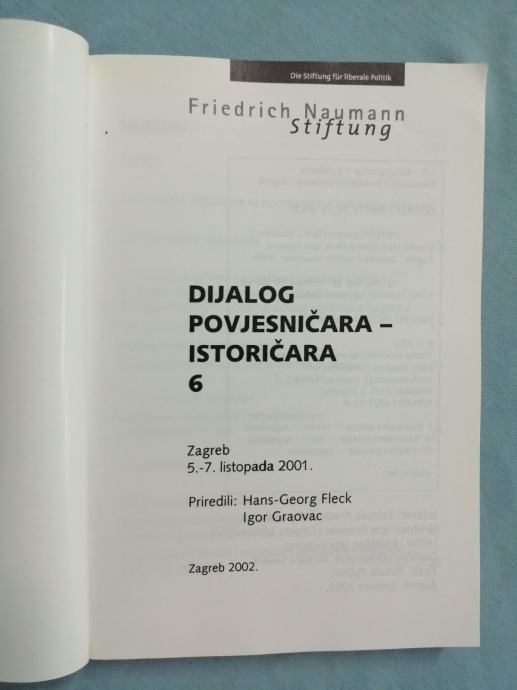 Die Stiftung für liberale Politik
Friedrich Naumann
Stiftung
DIJALOG
POVJESNIČARA –
ISTORIČARA
6
Zagreb
5.-7. listopada 2001.
Priredili: Hans-Georg Fleck
Igor Graovac
Zagreb 2002.